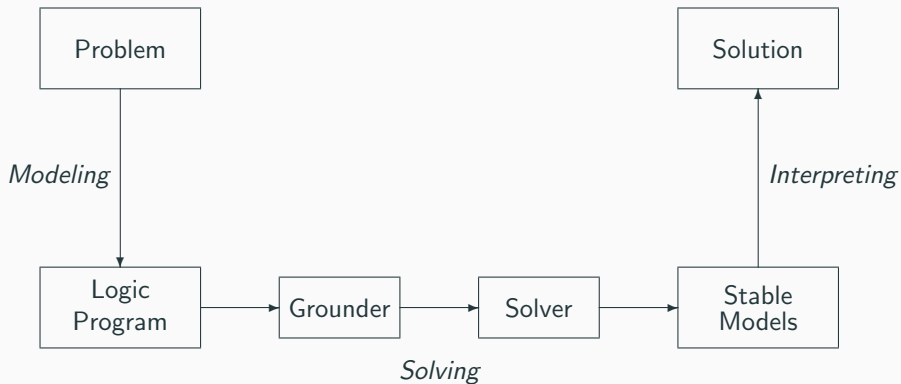 Problem
Solution
Modeling
Interpreting
Logic
Program
Grounder
Solver
Stable
Models
Solving